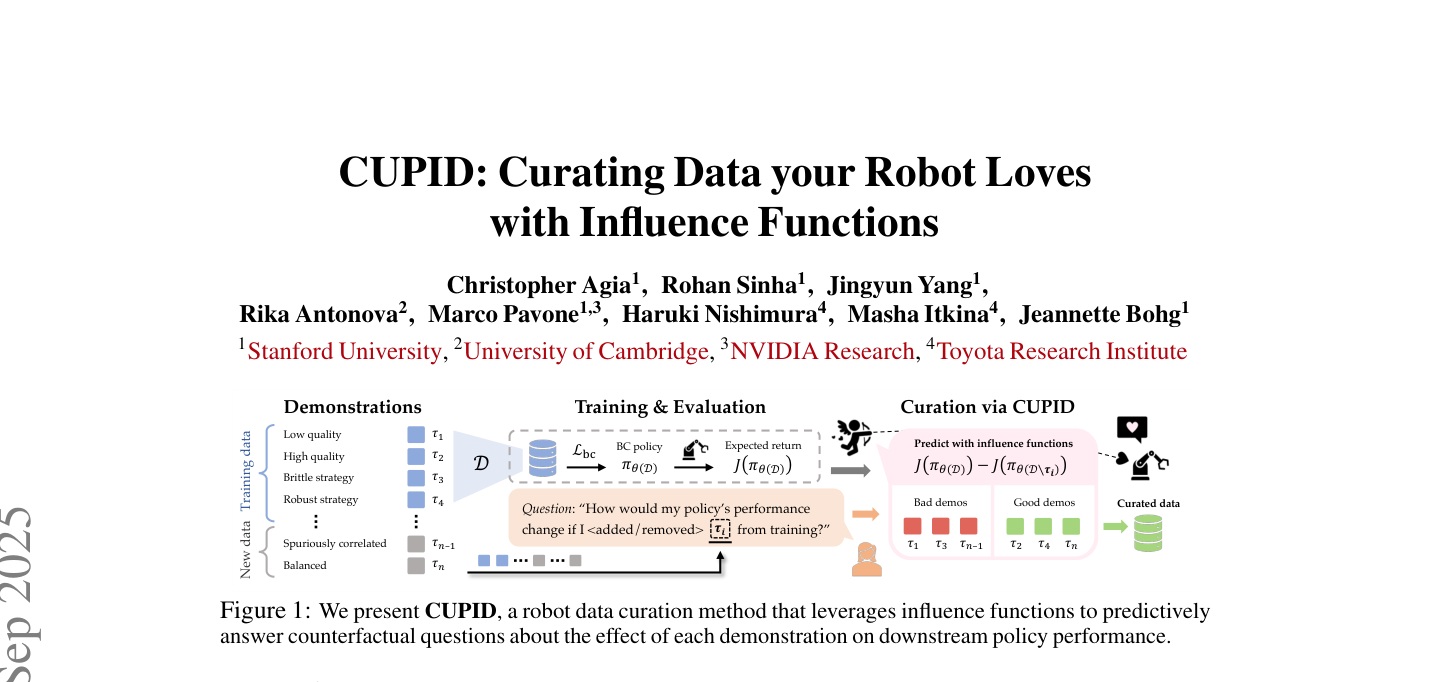 CUPID: Curating Data your Robot Loves
with Influence Functions
Christopher Agia¹, Rohan Sinha¹, Jingyun Yang¹,
Rika Antonova², Marco Pavone¹,³, Haruki Nishimura⁴, Masha Itkina⁴, Jeannette Bohg¹
¹Stanford University, ²University of Cambridge, ³NVIDIA Research, ⁴Toyota Research Institute
Demonstrations
Training data
Low quality τ₁
High quality τ₂
Brittle strategy τ₃
Robust strategy τ₄
⋮ ⋮
New data
Spuriously correlated τₙ₋₁
Balanced τₙ
𝒟
Training & Evaluation
ℒ_bc
BC policy
π_θ(𝒟)
Expected return
J(π_θ(𝒟))
Question: “How would my policy’s performance
change if I <added/removed> τᵢ from training?”
··· ···
Curation via CUPID
Predict with influence functions
J(π_θ(𝒟)) − J(π_θ(𝒟\τᵢ))
Bad demos
τ₁ τ₃ τₙ₋₁
Good demos
τ₂ τ₄ τₙ
Curated data
Figure 1: We present CUPID, a robot data curation method that leverages influence functions to predictively
answer counterfactual questions about the effect of each demonstration on downstream policy performance.
Sep 2025